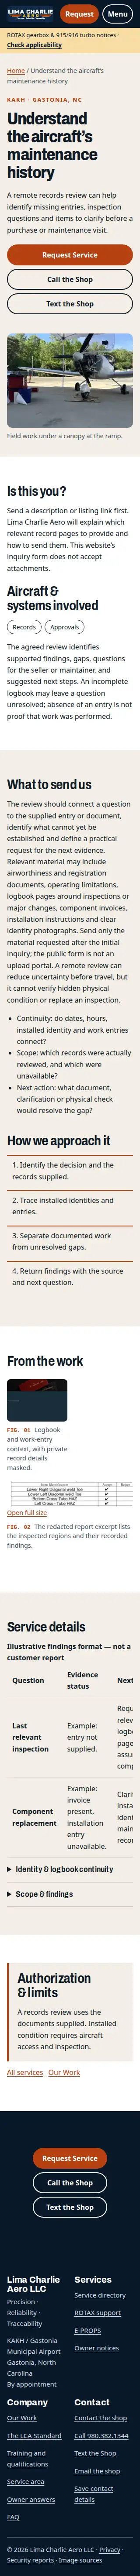 LIMA CHARLIE
Request
Menu
ROTAX gearbox & 915/916 turbo notices ·
Check applicability
Home / Understand the aircraft's
maintenance history
KAKH · GASTONIA, NC
Understand
the aircraft's
maintenance
history
A remote records review can help
identify missing entries, inspection
questions and items to clarify before a
purchase or maintenance visit.
Request Service
Call the Shop
Text the Shop
Field work under a canopy at the ramp.
Is this you?
Send a description or listing link first.
Lima Charlie Aero will explain which
relevant record pages to provide and
how to send them. This website's
inquiry form does not accept
attachments.
Aircraft &
systems involved
Records
Approvals
The agreed review identifies
supported findings, gaps, questions
for the seller or maintainer, and
suggested next steps. An incomplete
logbook may leave a question
unresolved; absence of an entry is not
proof that work was performed.
What to send us
The review should connect a question
to the supplied entry or document,
identify what cannot yet be
established and define a practical
request for the next evidence.
Relevant material may include
airworthiness and registration
documents, operating limitations,
logbook pages around inspections or
major changes, component invoices,
installation instructions and clear
identity photographs. Send only the
material requested after the initial
inquiry; the public form is not an
upload portal. A remote review can
reduce uncertainty before travel, but
it cannot verify hidden physical
condition or replace an inspection.
• Continuity: do dates, hours,
installed identity and work entries
connect?
• Scope: which records were actually
reviewed, and which were
unavailable?
• Next action: what document,
clarification or physical check
would resolve the gap?
How we approach it
1. Identify the decision and the
records supplied.
2. Trace installed identities and
entries.
3. Separate documented work
from unresolved gaps.
4. Return findings with the source
and next question.
From the work
FIG. 01 Logbook
and work-entry
context, with private
record details
masked.
Lower Right Diagonal weld Toe
Lower Left Diagonal weld Toe
Bottom Cross-Tube HAZ
Left Cross - Tube HAZ
Open full size
FIG. 02 The redacted report excerpt lists
the inspected regions and their recorded
findings.
Service details
Illustrative findings format — not a
customer report
Question
Evidence
status
Next
Last
relevant
inspection
Example:
entry not
supplied.
Component
replacement
Example:
invoice
present,
installation
entry
unavailable.
Identity & logbook continuity
Scope & findings
Authorization
& limits
A records review uses the
documents supplied. Installed
condition requires aircraft
access and inspection.
All services Our Work
Request Service
Call the Shop
Text the Shop
Lima Charlie
Aero LLC
Precision ·
Reliability ·
Traceability
KAKH / Gastonia
Municipal Airport
Gastonia, North
Carolina
By appointment
Services
Service directory
ROTAX support
E-PROPS
Owner notices
Company
Our Work
The LCA Standard
Training and
qualifications
Service area
Owner answers
FAQ
Contact
Contact the shop
Call 980.382.1344
Text the Shop
Email the shop
Save contact
details
© 2026 Lima Charlie Aero LLC · Privacy ·
Security reports · Image sources